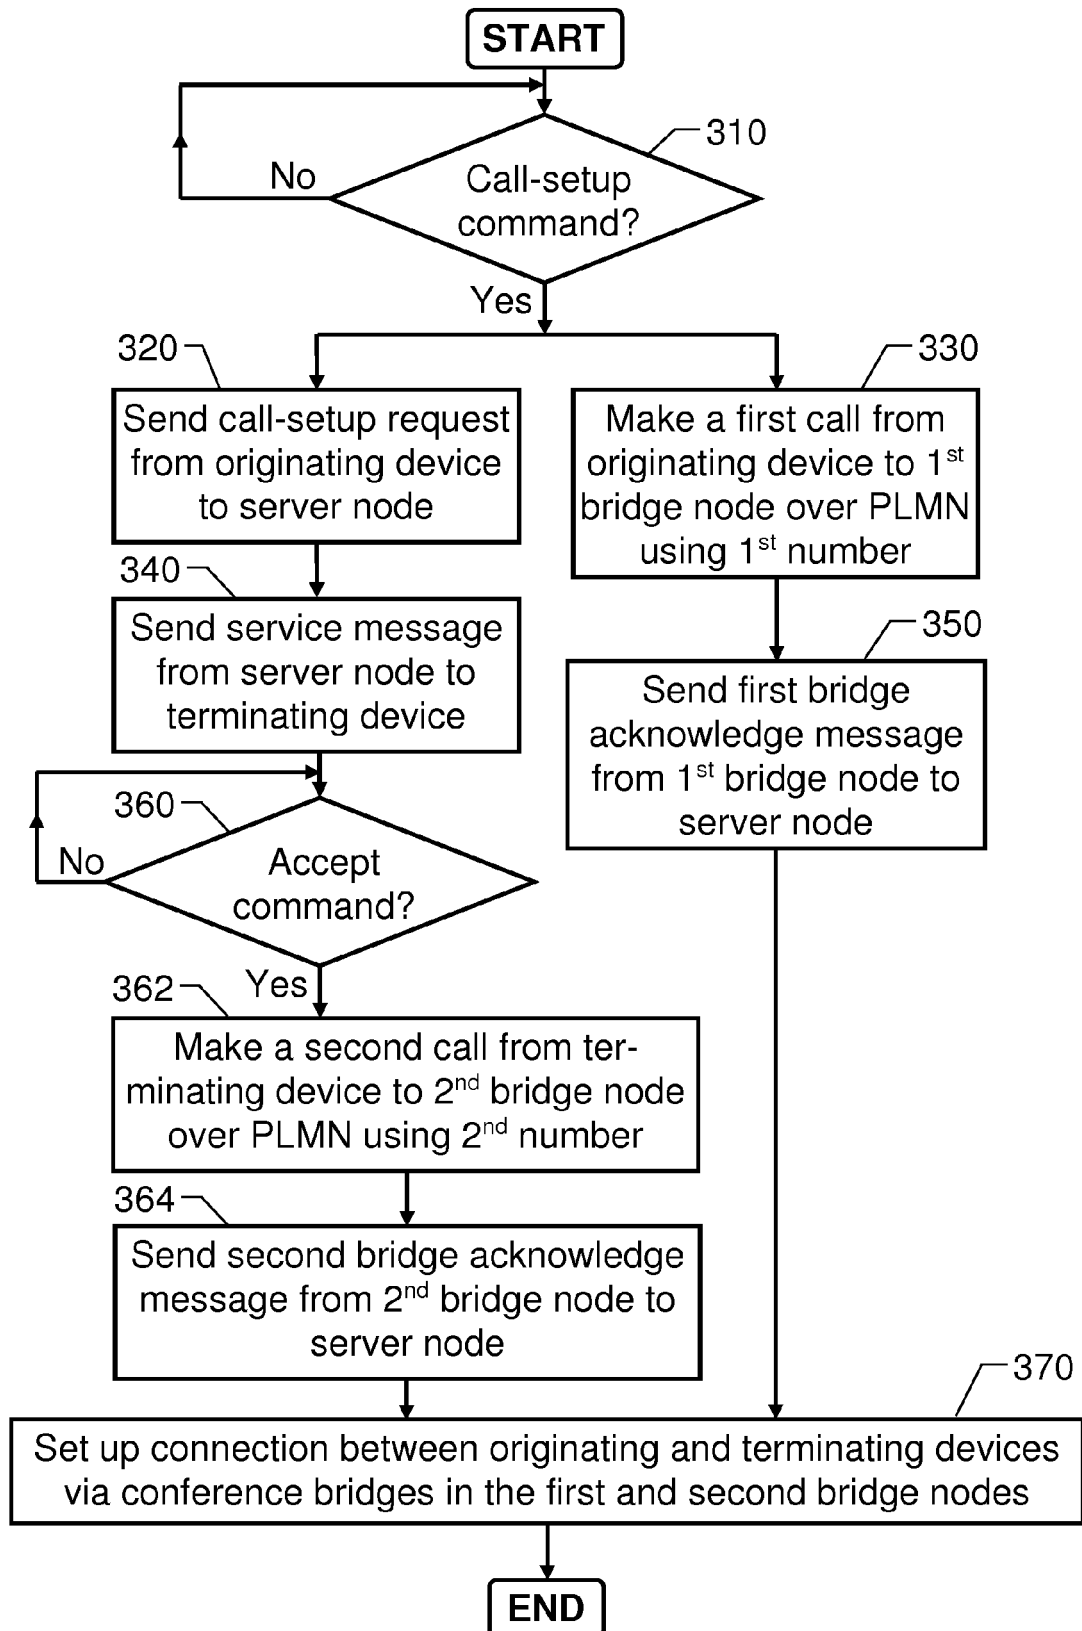 START
310
Call-setup
command?
No
Yes
320
Send call-setup request
from originating device
to server node
330
Make a first call from
originating device to 1st
bridge node over PLMN
using 1st number
340
Send service message
from server node to
terminating device
350
Send first bridge
acknowledge message
from 1st bridge node to
server node
360
Accept
command?
No
Yes
362
Make a second call from ter-
minating device to 2nd bridge node
over PLMN using 2nd number
364
Send second bridge acknowledge
message from 2nd bridge node to
server node
370
Set up connection between originating and terminating devices
via conference bridges in the first and second bridge nodes
END